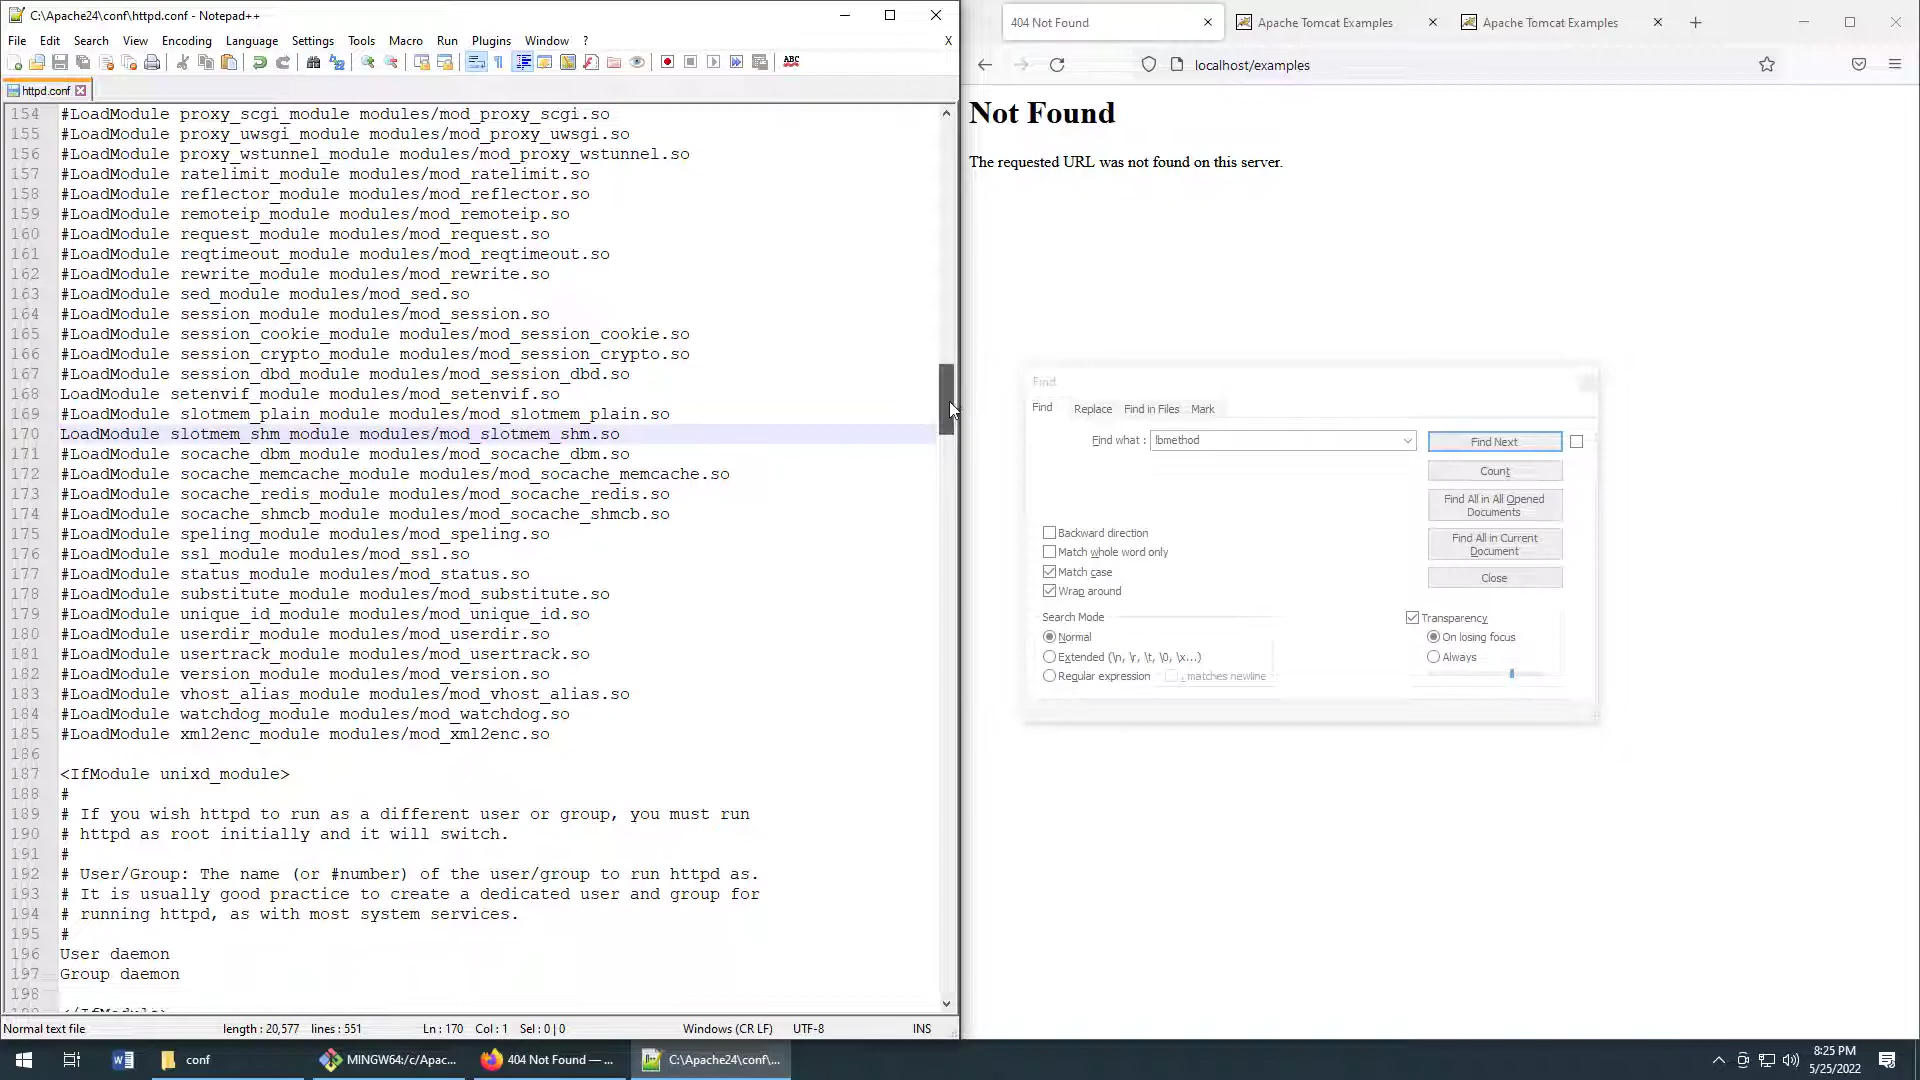 C:\Apache24\conf\httpd.conf - Notepad++
File Edit Search View Encoding Language Settings Tools Macro Run Plugins Window ? X
httpd.conf
154 #LoadModule proxy_scgi_module modules/mod_proxy_scgi.so
155 #LoadModule proxy_uwsgi_module modules/mod_proxy_uwsgi.so
156 #LoadModule proxy_wstunnel_module modules/mod_proxy_wstunnel.so
157 #LoadModule ratelimit_module modules/mod_ratelimit.so
158 #LoadModule reflector_module modules/mod_reflector.so
159 #LoadModule remoteip_module modules/mod_remoteip.so
160 #LoadModule request_module modules/mod_request.so
161 #LoadModule reqtimeout_module modules/mod_reqtimeout.so
162 #LoadModule rewrite_module modules/mod_rewrite.so
163 #LoadModule sed_module modules/mod_sed.so
164 #LoadModule session_module modules/mod_session.so
165 #LoadModule session_cookie_module modules/mod_session_cookie.so
166 #LoadModule session_crypto_module modules/mod_session_crypto.so
167 #LoadModule session_dbd_module modules/mod_session_dbd.so
168 LoadModule setenvif_module modules/mod_setenvif.so
169 #LoadModule slotmem_plain_module modules/mod_slotmem_plain.so
170 LoadModule slotmem_shm_module modules/mod_slotmem_shm.so
171 #LoadModule socache_dbm_module modules/mod_socache_dbm.so
172 #LoadModule socache_memcache_module modules/mod_socache_memcache.so
173 #LoadModule socache_redis_module modules/mod_socache_redis.so
174 #LoadModule socache_shmcb_module modules/mod_socache_shmcb.so
175 #LoadModule speling_module modules/mod_speling.so
176 #LoadModule ssl_module modules/mod_ssl.so
177 #LoadModule status_module modules/mod_status.so
178 #LoadModule substitute_module modules/mod_substitute.so
179 #LoadModule unique_id_module modules/mod_unique_id.so
180 #LoadModule userdir_module modules/mod_userdir.so
181 #LoadModule usertrack_module modules/mod_usertrack.so
182 #LoadModule version_module modules/mod_version.so
183 #LoadModule vhost_alias_module modules/mod_vhost_alias.so
184 #LoadModule watchdog_module modules/mod_watchdog.so
185 #LoadModule xml2enc_module modules/mod_xml2enc.so
186
187 <IfModule unixd_module>
188 #
189 # If you wish httpd to run as a different user or group, you must run
190 # httpd as root initially and it will switch.
191 #
192 # User/Group: The name (or #number) of the user/group to run httpd as.
193 # It is usually good practice to create a dedicated user and group for
194 # running httpd, as with most system services.
195 #
196 User daemon
197 Group daemon
198
</IfModule>
Normal text file length : 20,577 lines : 551 Ln : 170 Col : 1 Sel : 0 | 0 Windows (CR LF) UTF-8 INS
404 Not Found Apache Tomcat Examples Apache Tomcat Examples
localhost/examples
Not Found
The requested URL was not found on this server.
Find
Find Replace Find in Files Mark
Find what : lbmethod
Find Next
Count
Find All in All Opened
Documents
Find All in Current
Document
Close
Backward direction
Match whole word only
Match case
Wrap around
Search Mode
Normal
Extended (\n, \r, \t, \0, \x...)
Regular expression . matches newline
Transparency
On losing focus
Always
conf MINGW64:/c/Apac... 404 Not Found — ... C:\Apache24\conf\...
8:25 PM
5/25/2022